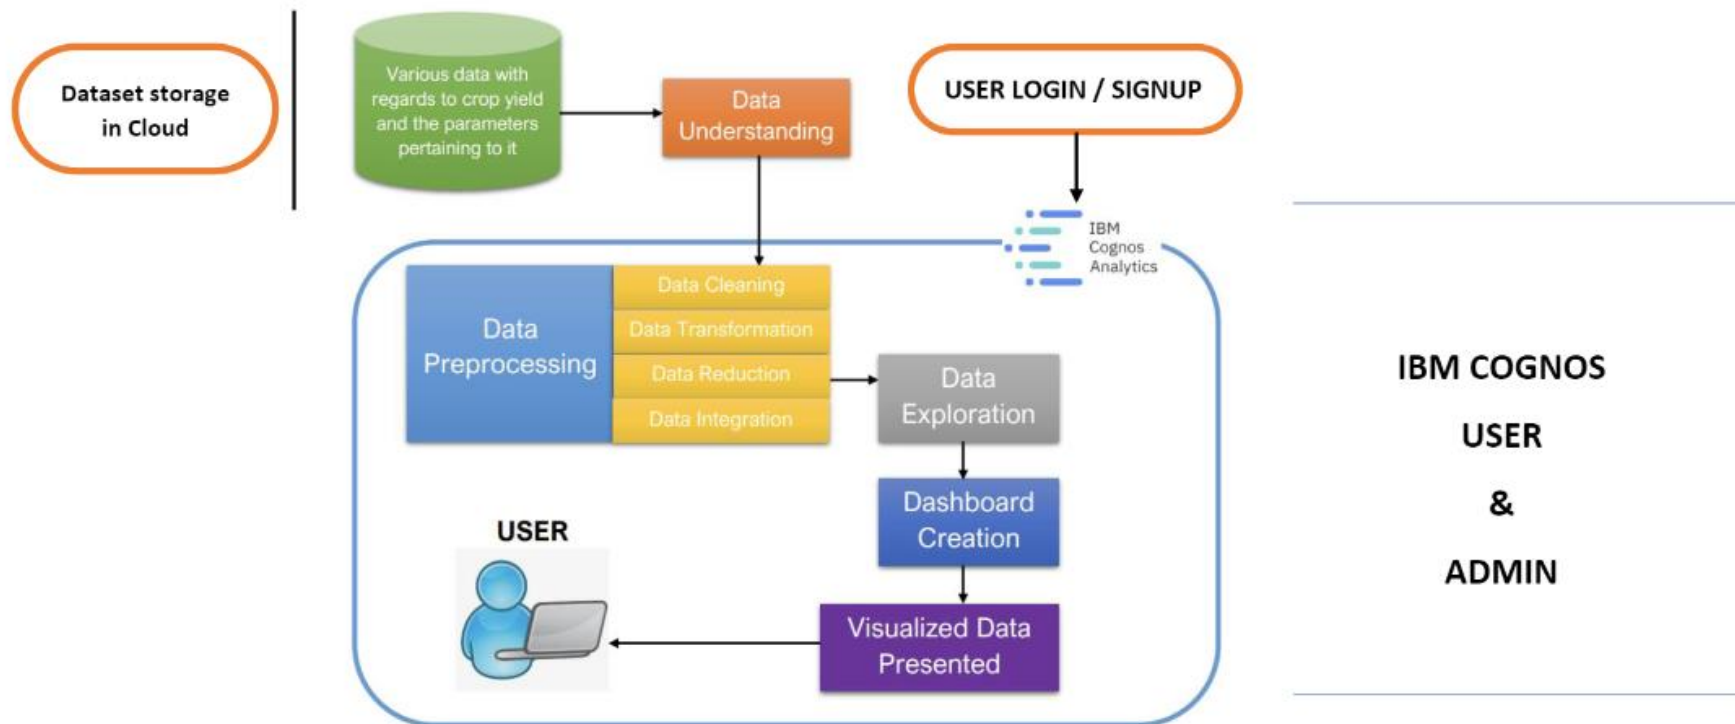 Dataset storage
in Cloud
Various data with
regards to crop yield
and the parameters
pertaining to it
Data
Understanding
USER LOGIN / SIGNUP
IBM
Cognos
Analytics
Data
Preprocessing
Data Cleaning
Data Transformation
Data Reduction
Data Integration
Data
Exploration
Dashboard
Creation
Visualized Data
Presented
USER
IBM COGNOS
USER
&
ADMIN